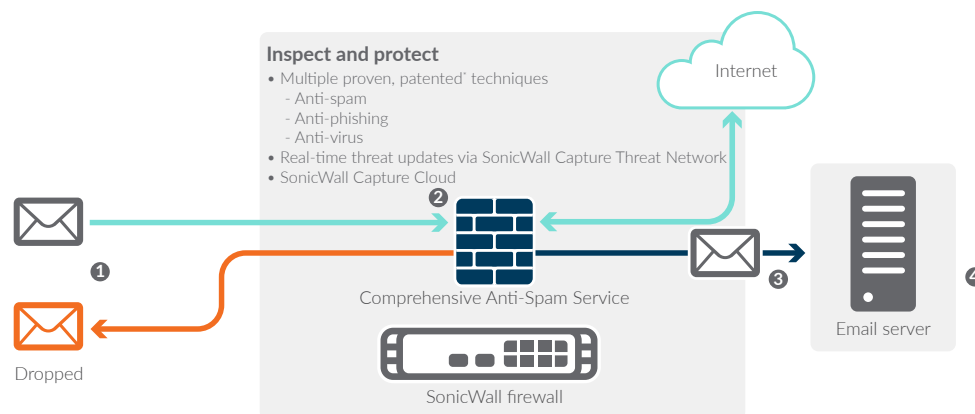 Inspect and protect
• Multiple proven, patented* techniques
- Anti-spam
- Anti-phishing
- Anti-virus
• Real-time threat updates via SonicWall Capture Threat Network
• SonicWall Capture Cloud
Internet
2
1
3
4
Comprehensive Anti-Spam Service
Email server
Dropped
SonicWall firewall